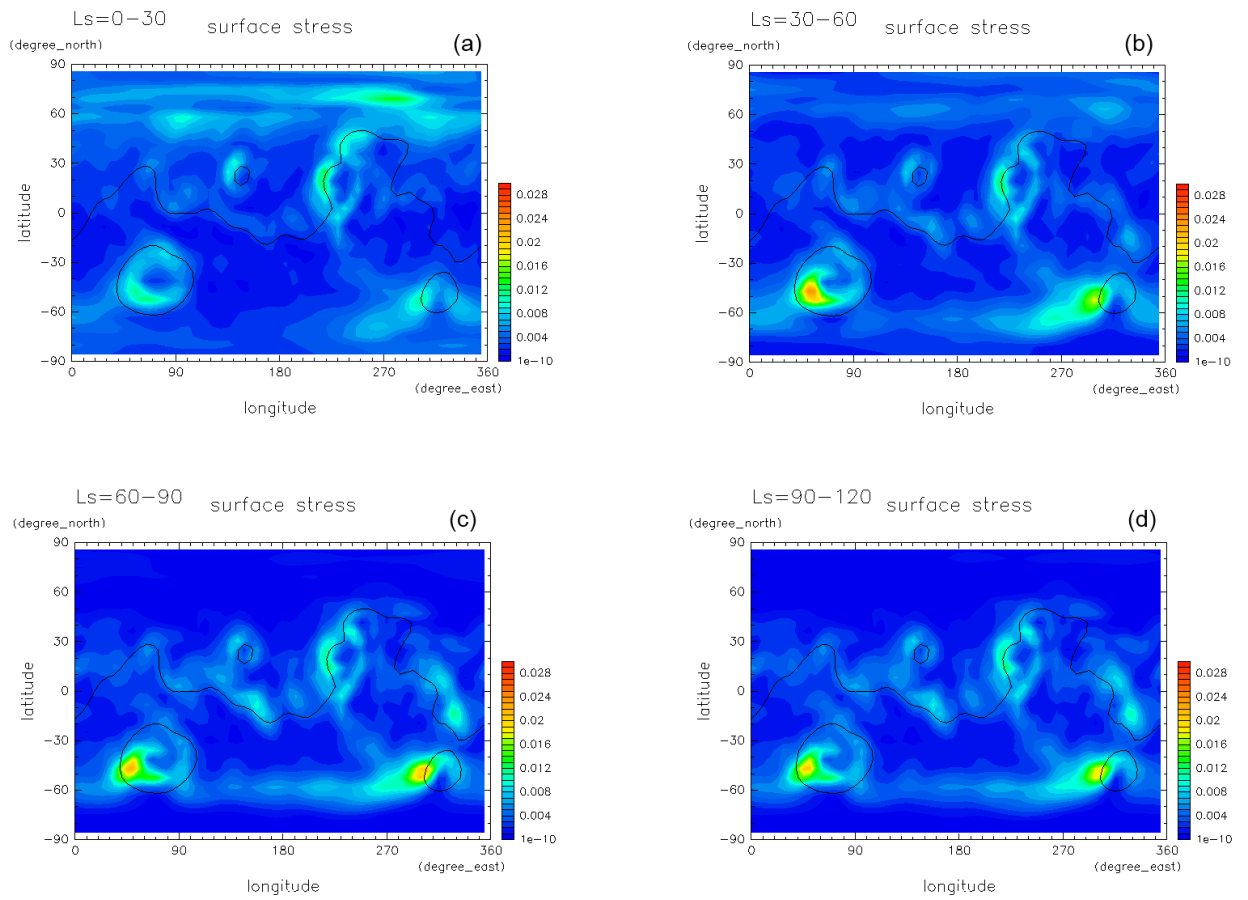 Ls=0-30
surface stress
(a)
(degree_north)
90
60
30
0
-30
-60
-90
latitude
0 90 180 270 360
(degree_east)
longitude
0.028
0.024
0.02
0.016
0.012
0.008
0.004
1e-10
Ls=30-60
surface stress
(b)
(degree_north)
90
60
30
0
-30
-60
-90
latitude
0 90 180 270 360
(degree_east)
longitude
0.028
0.024
0.02
0.016
0.012
0.008
0.004
1e-10
Ls=60-90
surface stress
(c)
(degree_north)
90
60
30
0
-30
-60
-90
latitude
0 90 180 270 360
(degree_east)
longitude
0.028
0.024
0.02
0.016
0.012
0.008
0.004
1e-10
Ls=90-120
surface stress
(d)
(degree_north)
90
60
30
0
-30
-60
-90
latitude
0 90 180 270 360
(degree_east)
longitude
0.028
0.024
0.02
0.016
0.012
0.008
0.004
1e-10